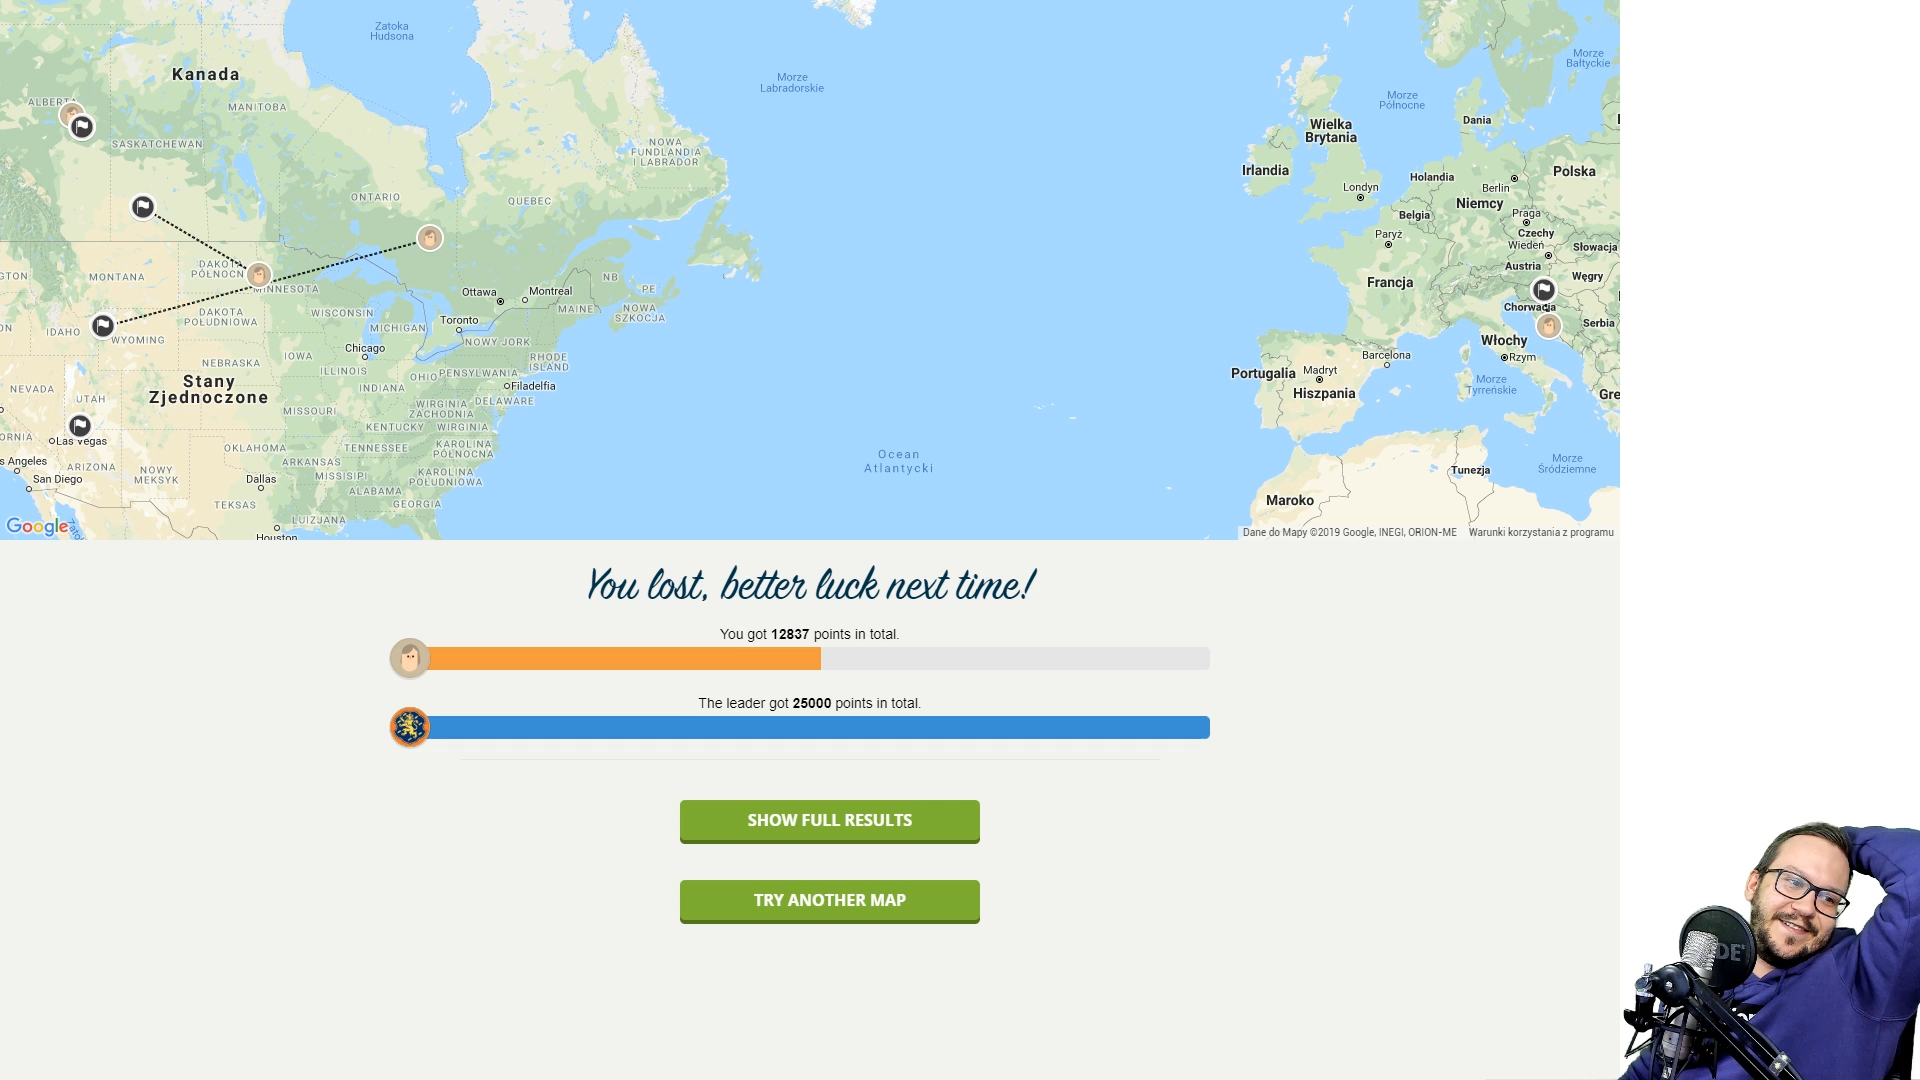 Zatoka
Hudsona
Kanada
ALBERTA
MANITOBA
SASKATCHEWAN
ONTARIO
QUEBEC
NOWA
FUNDLANDIA
I LABRADOR
Morze
Labradorskie
MONTANA
DAKOTA
PÓŁNOCN
MINNESOTA
DAKOTA
POŁUDNIOWA
WISCONSIN
MICHIGAN
IDAHO
WYOMING
Ottawa
Montreal
Toronto
NB
PE
MAINE
NOWA
SZKOCJA
NOWY JORK
Chicago
IOWA
NEBRASKA
ILLINOIS
INDIANA
OHIO
PENSYLWANIA
RHODE
ISLAND
Filadelfia
NEVADA
UTAH
Stany
Zjednoczone
MISSOURI
WIRGINIA
ZACHODNIA
DELAWARE
KENTUCKY
WIRGINIA
Las Vegas
ORNIA
OKLAHOMA
TENNESSEE
KAROLINA
PÓŁNOCNA
s Angeles
ARIZONA
NOWY
MEKSYK
ARKANSAS
MISSISIPI
KAROLINA
POŁUDNIOWA
San Diego
Dallas
ALABAMA
TEKSAS
GEORGIA
LUIZJANA
Houston
Ocean
Atlantycki
Morze
Bałtyckie
Morze
Północne
Dania
Wielka
Brytania
Irlandia
Holandia
Polska
Londyn
Berlin
Niemcy
Belgia
Praga
Czechy
Paryż
Wiedeń
Słowacja
Austria
Węgry
Francja
Chorwacja
Serbia
Włochy
Rzym
Barcelona
Portugalia
Madryt
Hiszpania
Morze
Tyrreńskie
Gre
Morze
Śródziemne
Tunezja
Maroko
Google
Dane do Mapy ©2019 Google, INEGI, ORION-ME Warunki korzystania z programu
You lost, better luck next time!
You got 12837 points in total.
The leader got 25000 points in total.
SHOW FULL RESULTS
TRY ANOTHER MAP